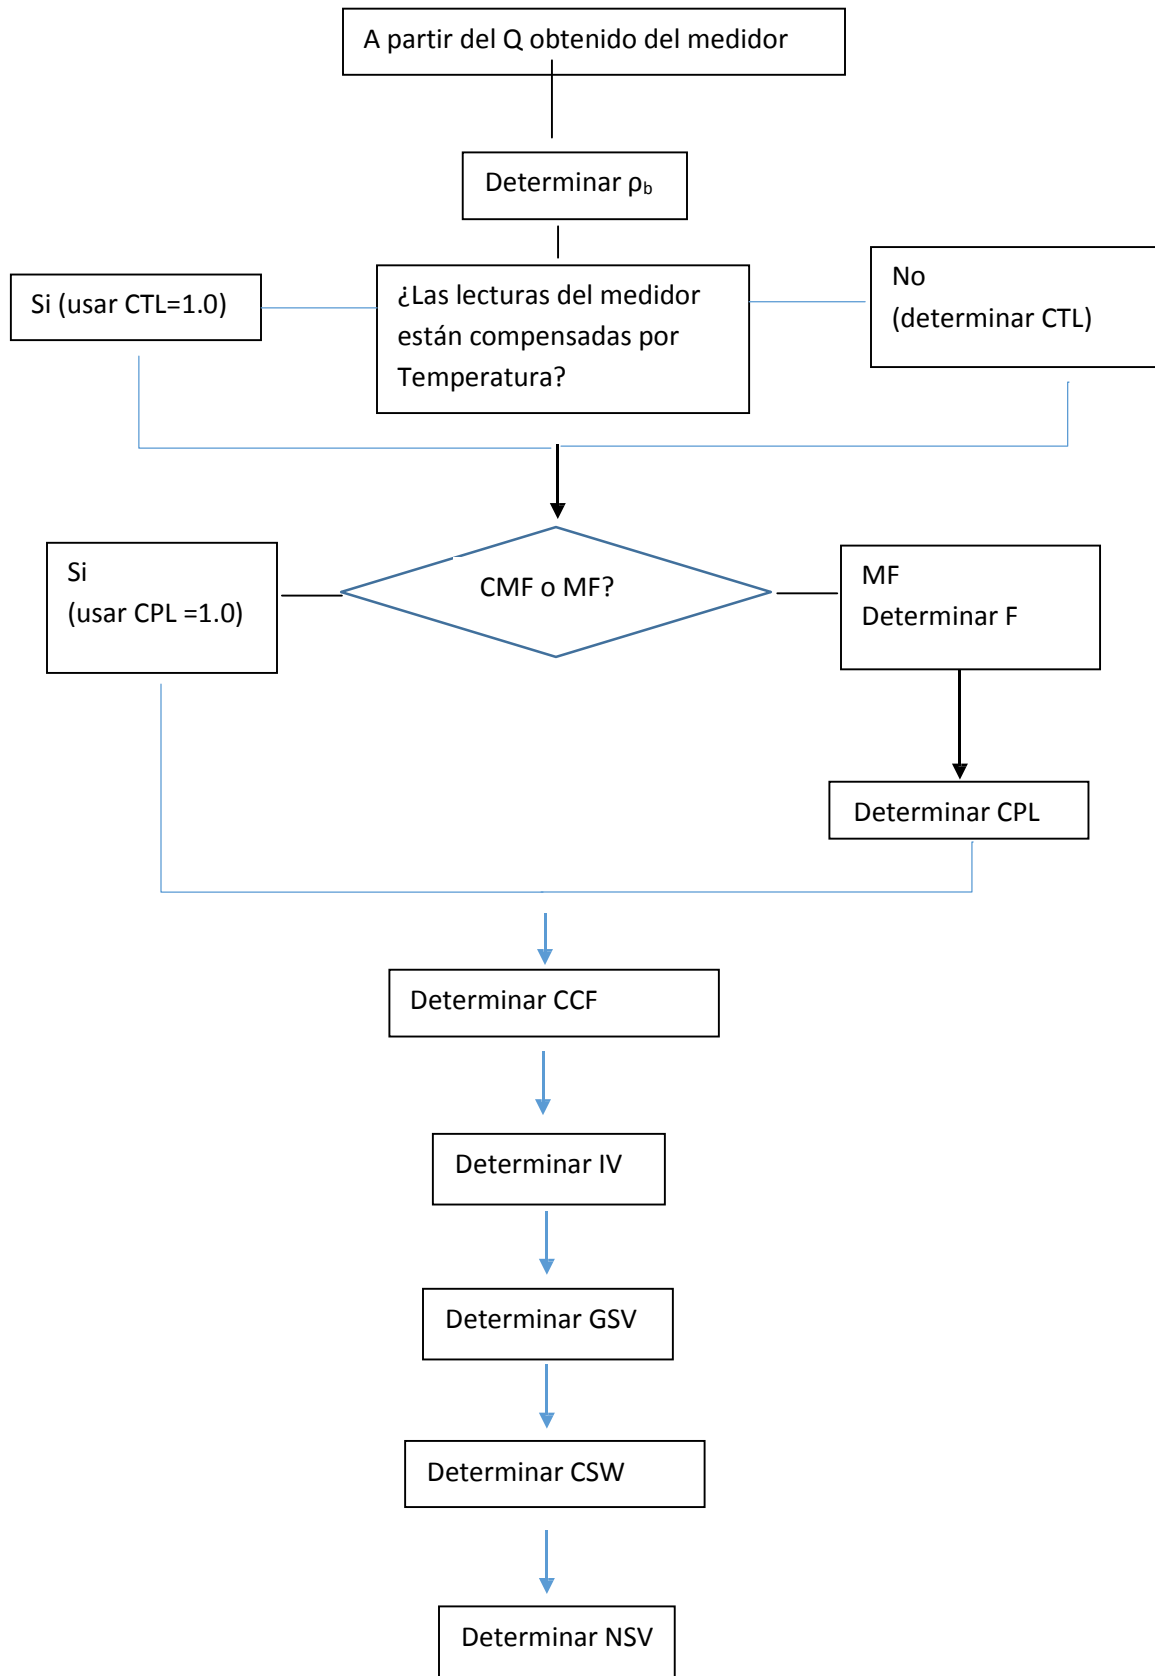 A partir del Q obtenido del medidor
Determinar ρb
Si (usar CTL=1.0)
¿Las lecturas del medidor
están compensadas por
Temperatura?
No
(determinar CTL)
Si
(usar CPL =1.0)
CMF o MF?
MF
Determinar F
Determinar CPL
Determinar CCF
Determinar IV
Determinar GSV
Determinar CSW
Determinar NSV